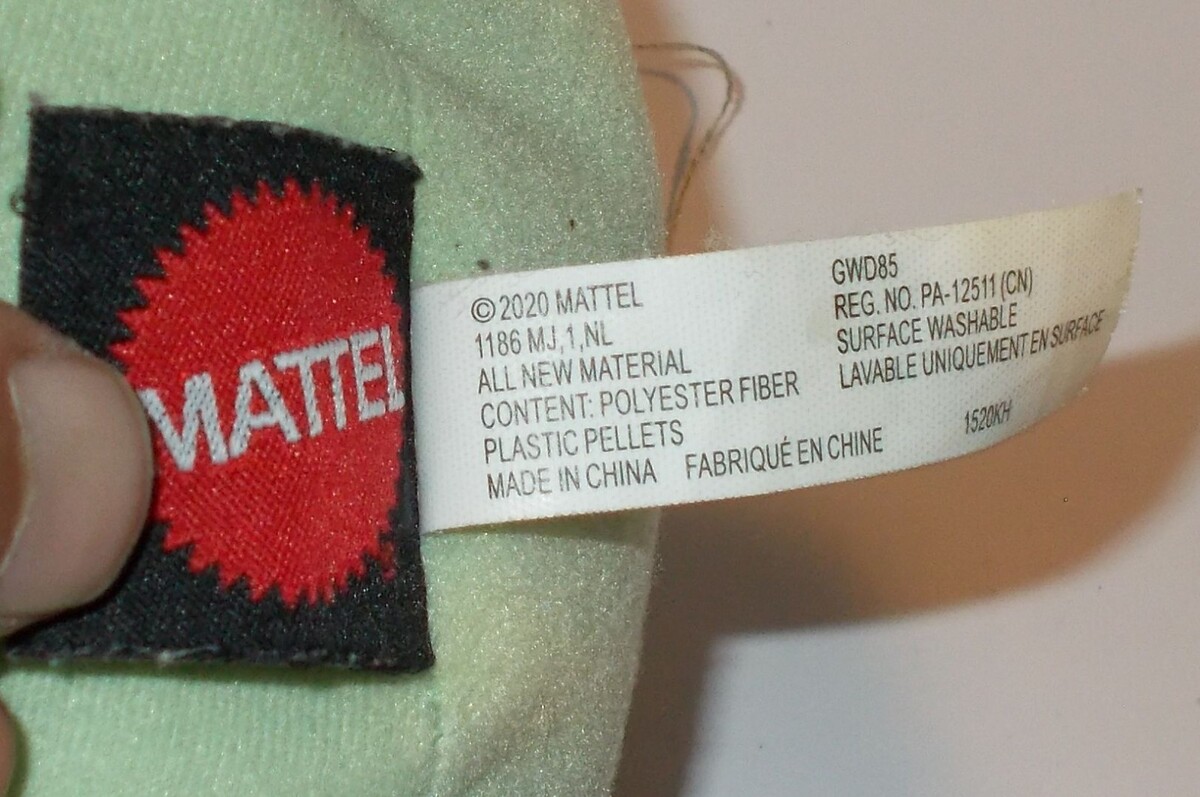 MATTEL
© 2020 MATTEL
1186 MJ,1,NL
ALL NEW MATERIAL
CONTENT: POLYESTER FIBER
PLASTIC PELLETS
MADE IN CHINA FABRIQUÉ EN CHINE
GWD85
REG. NO. PA-12511 (CN)
SURFACE WASHABLE
LAVABLE UNIQUEMENT EN SURFACE
1520KH